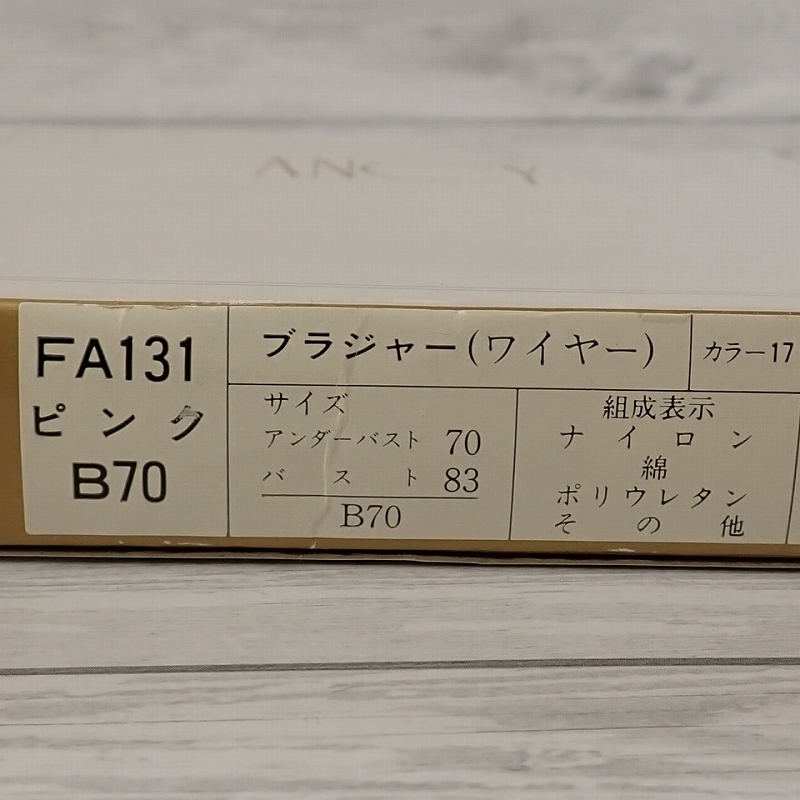 FA131
ピンク
B70
ブラジャー(ワイヤー)
カラー17
サイズ
アンダーバスト 70
バスト 83
B70
組成表示
ナイロン
綿
ポリウレタン
その他